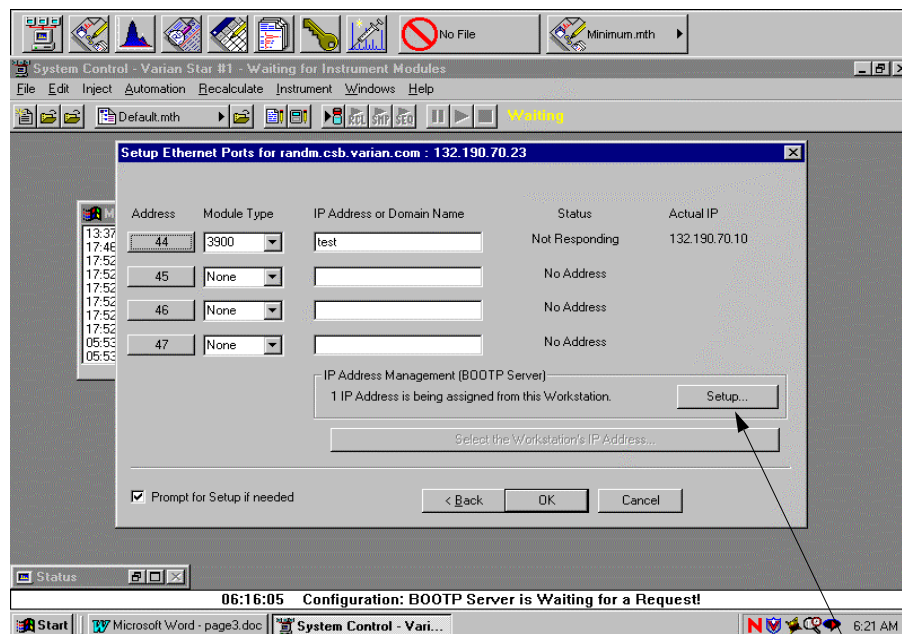 No File
Minimum.mth
System Control - Varian Star #1 - Waiting for Instrument Modules
File Edit Inject Automation Recalculate Instrument Windows Help
Default.mth
RCL SMP SEQ
Waiting
Setup Ethernet Ports for randm.csb.varian.com : 132.190.70.23
M
Address Module Type IP Address or Domain Name Status Actual IP
13:37
17:46
17:52
17:52
17:52
17:52
17:52
17:52
05:53
05:53
44 3900 test Not Responding 132.190.70.10
45 None No Address
46 None No Address
47 None No Address
IP Address Management (BOOTP Server)
1 IP Address is being assigned from this Workstation. Setup...
Select the Workstation's IP Address...
Prompt for Setup if needed
< Back OK Cancel
Status
06:16:05 Configuration: BOOTP Server is Waiting for a Request!
Start Microsoft Word - page3.doc System Control - Vari... N 6:21 AM